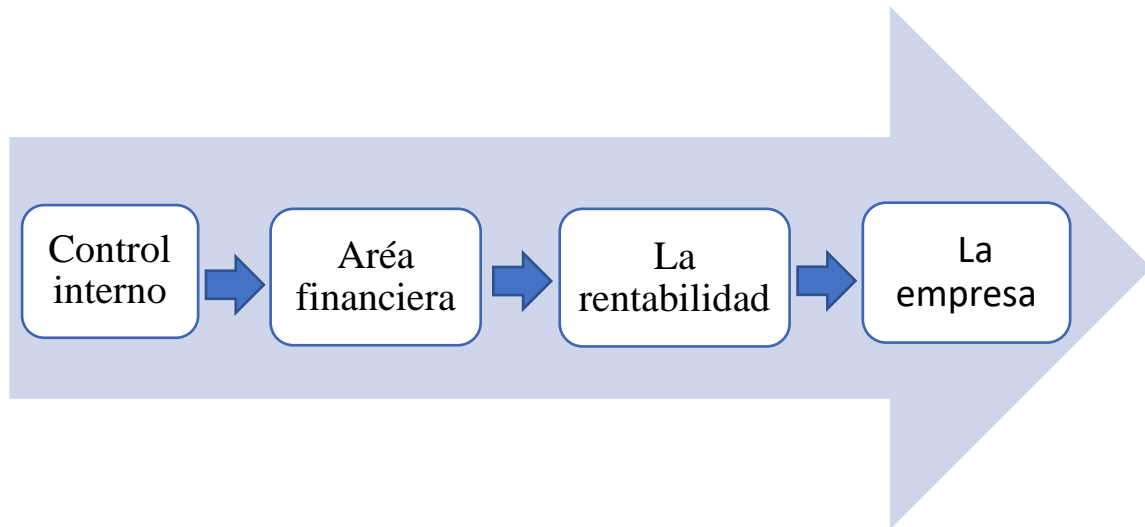 Control
interno
Aréa
financiera
La
rentabilidad
La
empresa